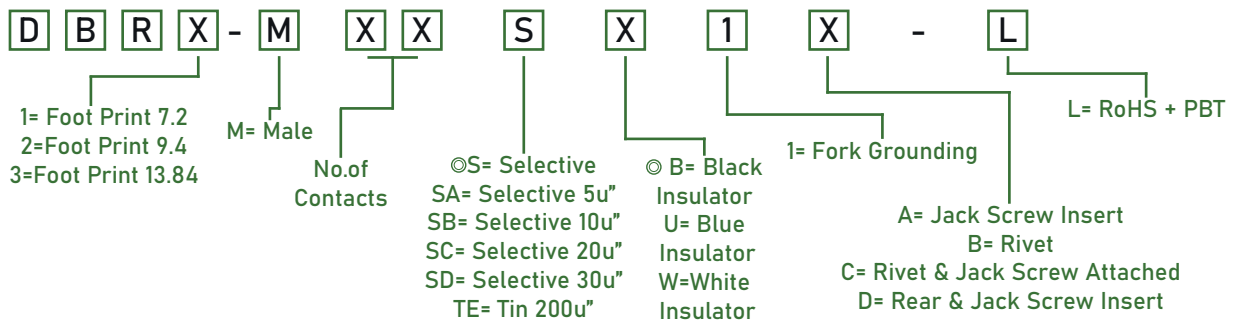 D B R X - M X X S X 1 X - L
1= Foot Print 7.2
2=Foot Print 9.4
3=Foot Print 13.84
M= Male
No.of
Contacts
◎S= Selective
SA= Selective 5u"
SB= Selective 10u"
SC= Selective 20u"
SD= Selective 30u"
TE= Tin 200u"
◎ B= Black
Insulator
U= Blue
Insulator
W=White
Insulator
1= Fork Grounding
A= Jack Screw Insert
B= Rivet
C= Rivet & Jack Screw Attached
D= Rear & Jack Screw Insert
L= RoHS + PBT